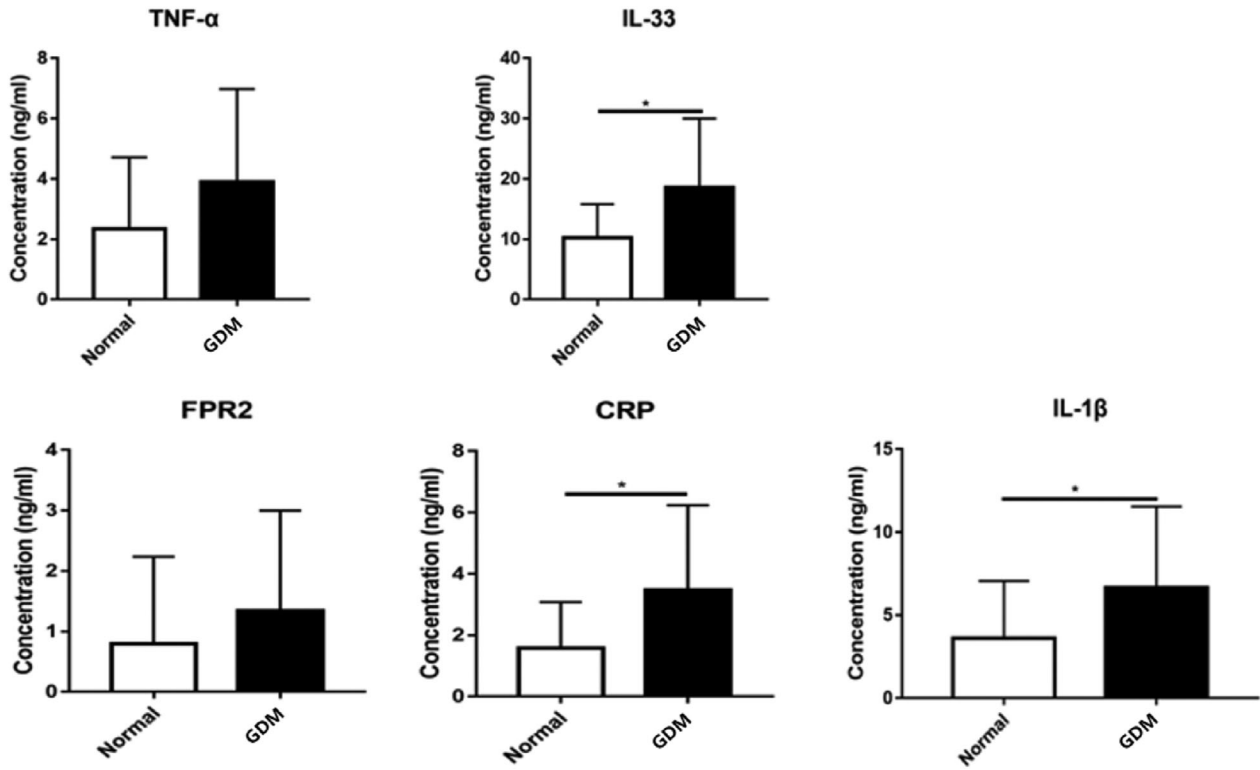 TNF-α
Concentration (ng/ml)
8
6
4
2
0
Normal
GDM
IL-33
Concentration (ng/ml)
40
30
20
10
0
*
Normal
GDM
FPR2
Concentration (ng/ml)
4
3
2
1
0
Normal
GDM
CRP
Concentration (ng/ml)
8
6
4
2
0
*
Normal
GDM
IL-1β
Concentration (ng/ml)
15
10
5
0
*
Normal
GDM